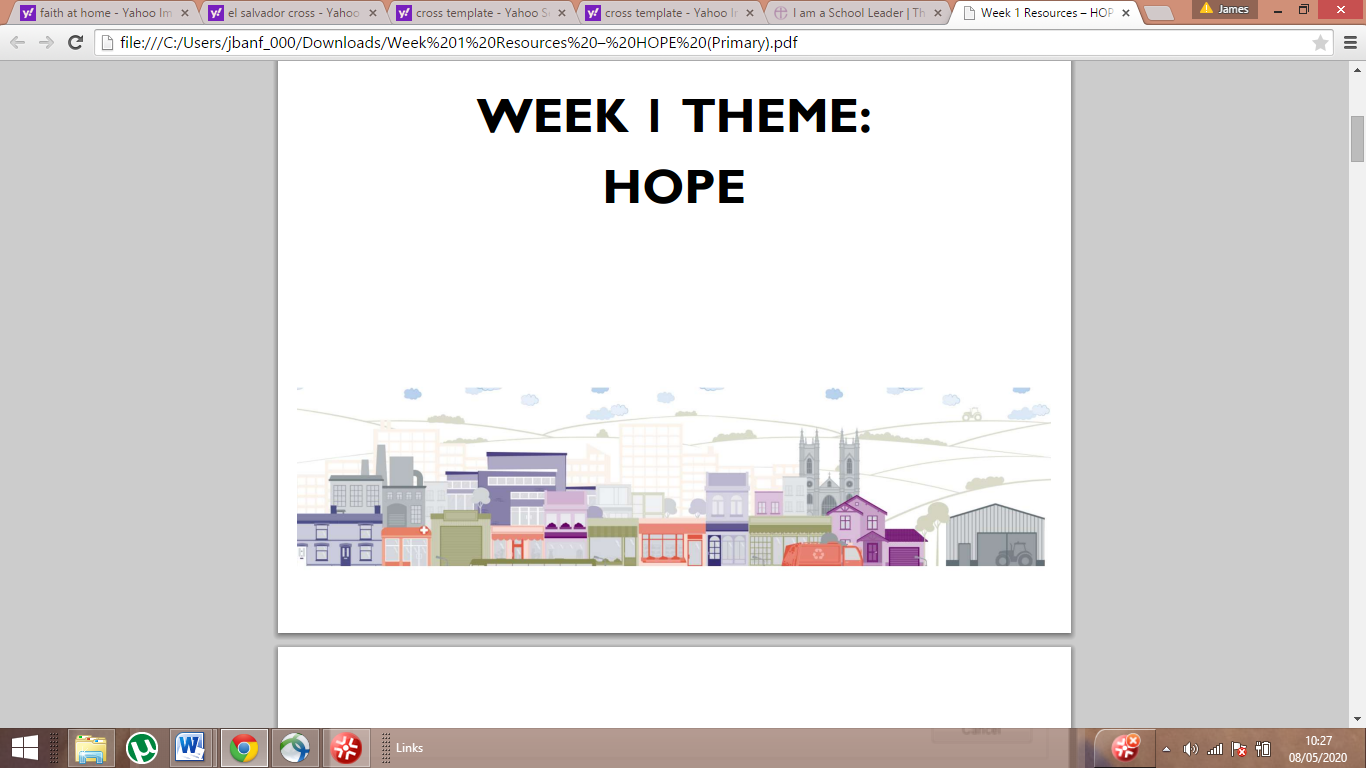 faith at home - Yahoo Im
el salvador cross - Yahoo
cross template - Yahoo S
cross template - Yahoo Ir
I am a School Leader | Th
Week 1 Resources – HOP
James
file:///C:/Users/jbanf_000/Downloads/Week%201%20Resources%20–%20HOPE%20(Primary).pdf
WEEK 1 THEME:
HOPE
Links
Cancel
10:27
08/05/2020